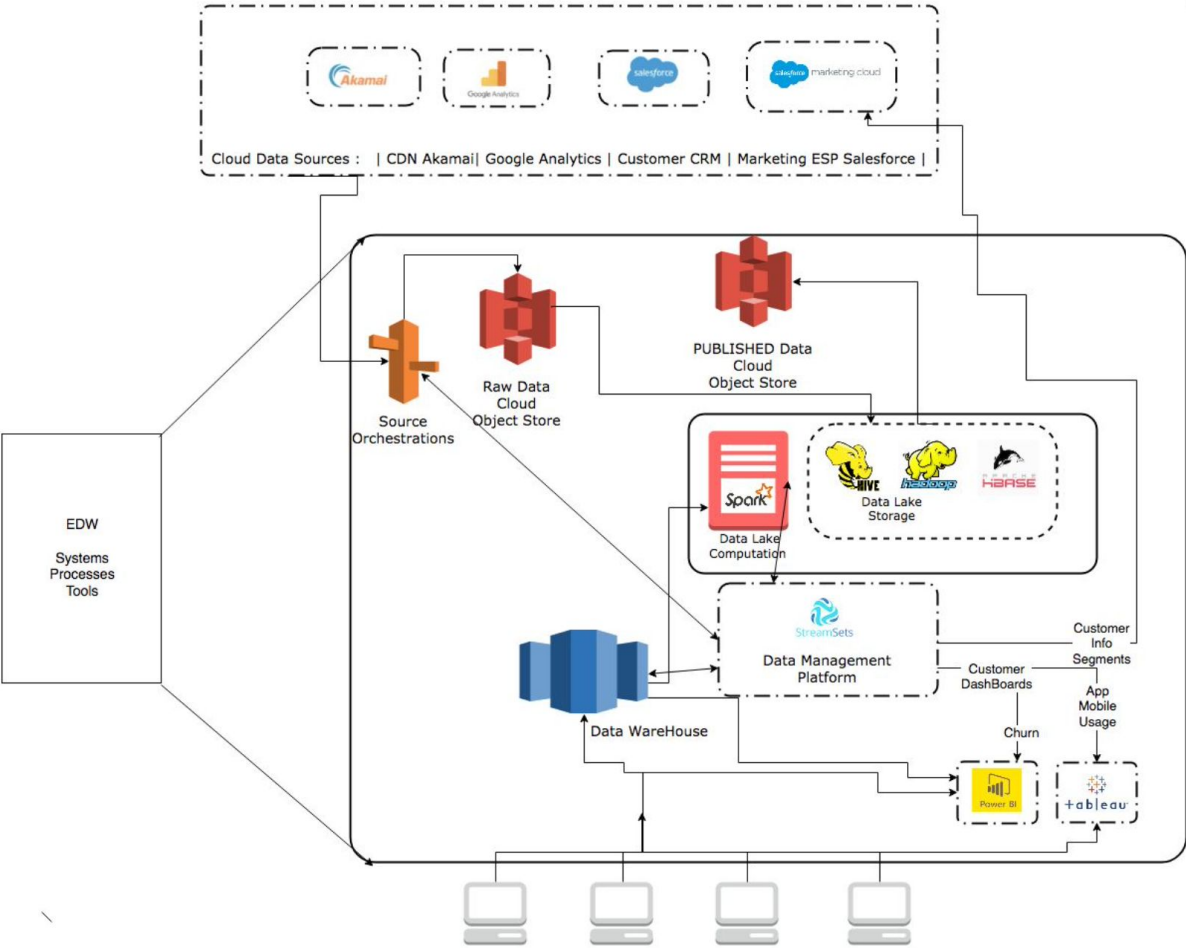 Akamai
Google Analytics
salesforce
salesforce marketing cloud
Cloud Data Sources : | CDN Akamai| Google Analytics | Customer CRM | Marketing ESP Salesforce |
Raw Data
Cloud
Object Store
PUBLISHED Data
Cloud
Object Store
Source
Orchestrations
EDW
Systems
Processes
Tools
Spark
Data Lake
Computation
HIVE
hadoop
APACHE
HBASE
Data Lake
Storage
StreamSets
Data Management
Platform
Data WareHouse
Customer
Info
Segments
Customer
DashBoards
App
Mobile
Usage
Churn
Power BI
+ableau